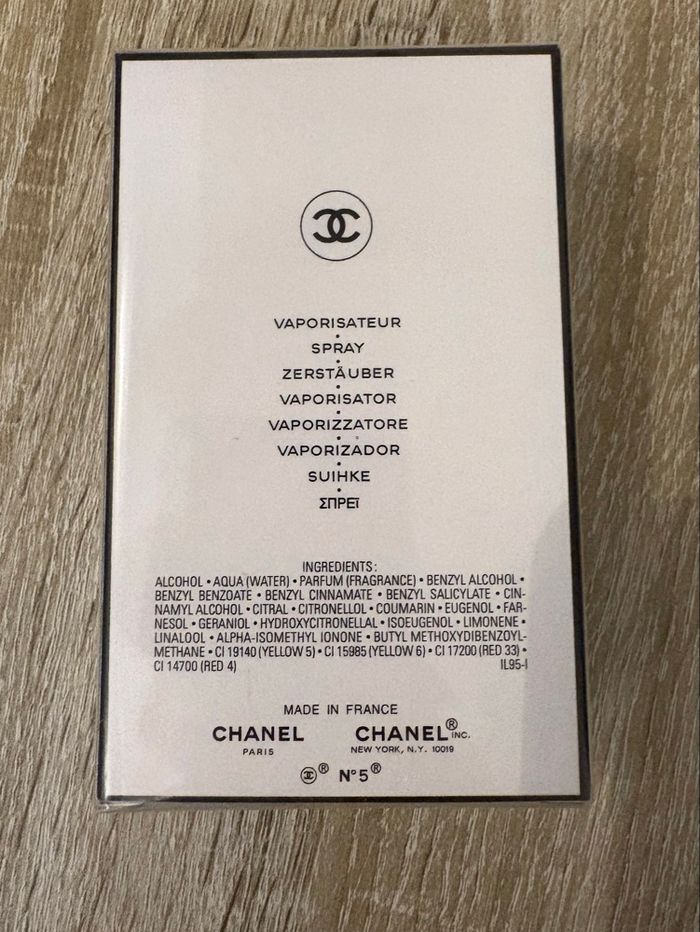 VAPORISATEUR
•
SPRAY
•
ZERSTÄUBER
•
VAPORISATOR
•
VAPORIZZATORE
•
VAPORIZADOR
•
SUIHKE
•
ΣΠΡΕϊ
INGREDIENTS:
ALCOHOL • AQUA (WATER) • PARFUM (FRAGRANCE) • BENZYL ALCOHOL •
BENZYL BENZOATE • BENZYL CINNAMATE • BENZYL SALICYLATE • CIN-
NAMYL ALCOHOL • CITRAL • CITRONELLOL • COUMARIN • EUGENOL • FAR-
NESOL • GERANIOL • HYDROXYCITRONELLAL • ISOEUGENOL • LIMONENE •
LINALOOL • ALPHA-ISOMETHYL IONONE • BUTYL METHOXYDIBENZOYL-
METHANE • CI 19140 (YELLOW 5) • CI 15985 (YELLOW 6) • CI 17200 (RED 33) •
CI 14700 (RED 4) IL95-I
MADE IN FRANCE
CHANEL CHANEL® INC.
PARIS NEW YORK, N.Y. 10019
® N°5®